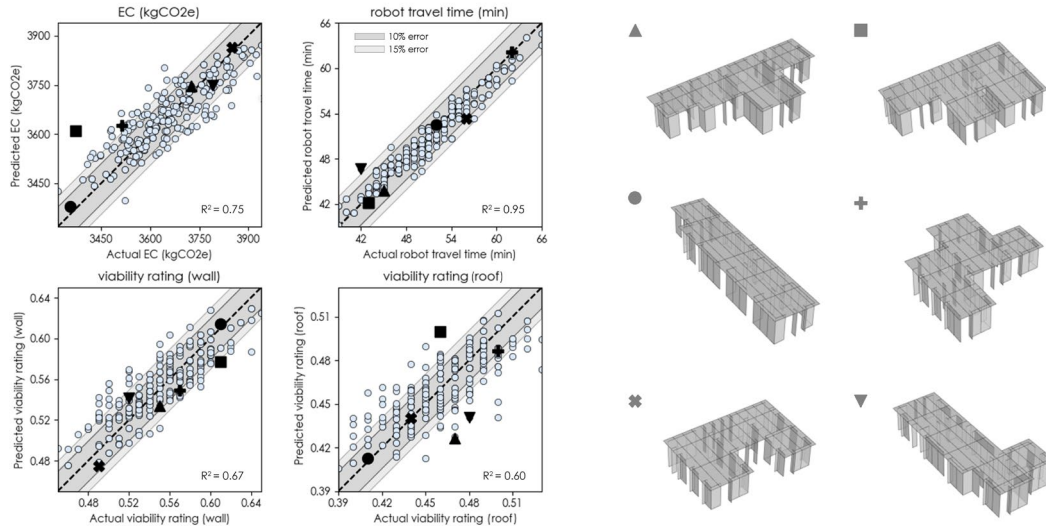 EC (kgCO2e)
Predicted EC (kgCO2e)
3900
3750
3600
3450
3450
3600
3750
3900
R² = 0.75
Actual EC (kgCO2e)
robot travel time (min)
Predicted robot travel time (min)
10% error
15% error
66
60
54
48
42
42
48
54
60
66
R² = 0.95
Actual robot travel time (min)
viability rating (wall)
Predicted viability rating (wall)
0.64
0.60
0.56
0.52
0.48
0.48
0.52
0.56
0.60
0.64
R² = 0.67
Actual viability rating (wall)
viability rating (roof)
Predicted viability rating (roof)
0.51
0.48
0.45
0.42
0.39
0.39
0.42
0.45
0.48
0.51
R² = 0.60
Actual viability rating (roof)